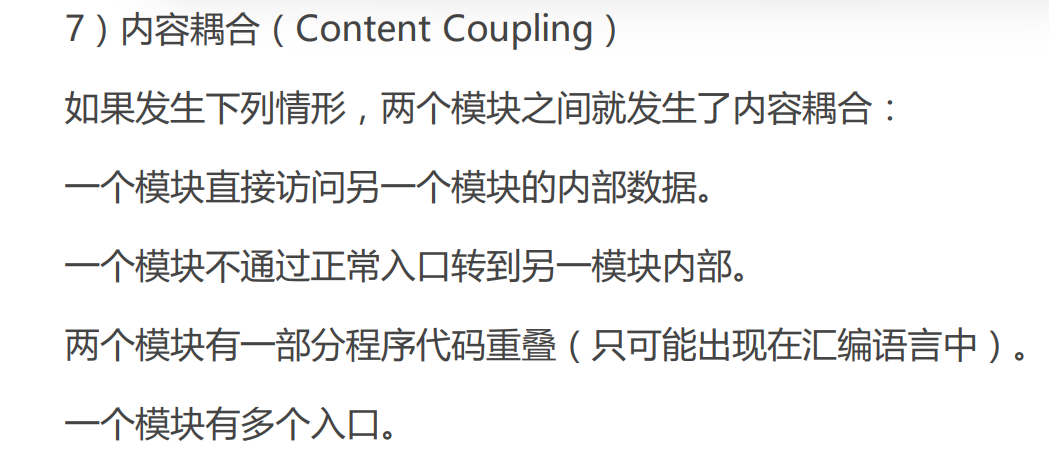 7）内容耦合（Content Coupling）
如果发生下列情形，两个模块之间就发生了内容耦合：
一个模块直接访问另一个模块的内部数据。
一个模块不通过正常入口转到另一模块内部。
两个模块有一部分程序代码重叠（只可能出现在汇编语言中）。
一个模块有多个入口。